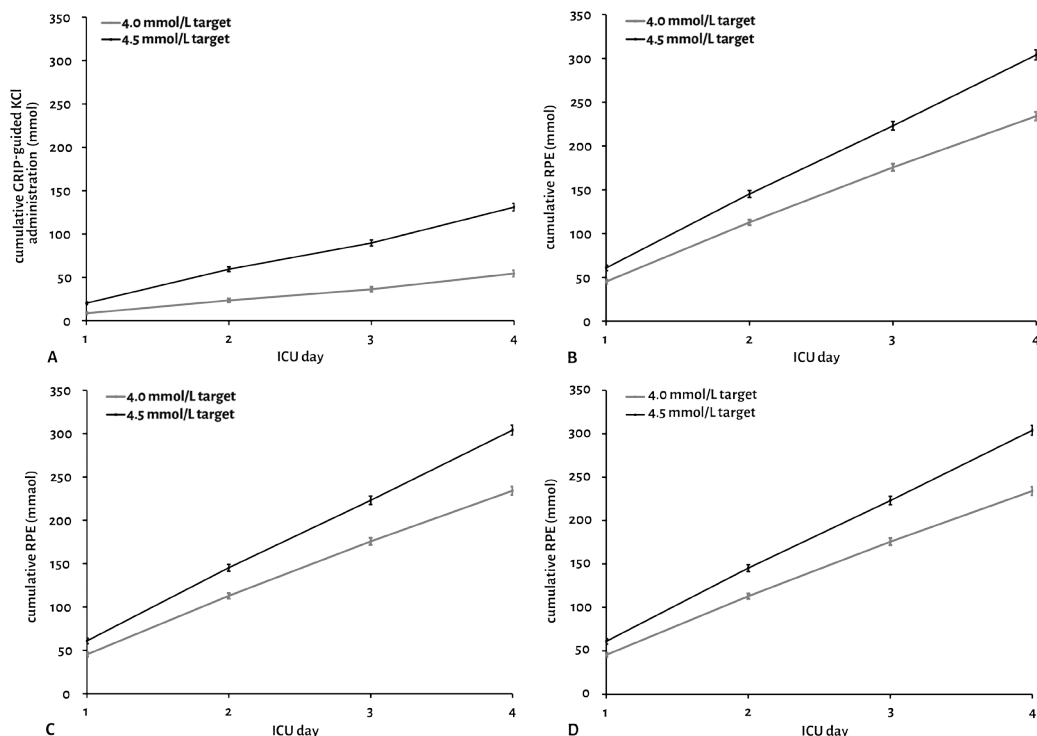 350
300
250
200
150
100
50
0
cumulative GRIP-guided KCl
administration (mmol)
4.0 mmol/L target
4.5 mmol/L target
1 2 3 4
ICU day
A
350
300
250
200
150
100
50
0
cumulative RPE (mmol)
4.0 mmol/L target
4.5 mmol/L target
1 2 3 4
ICU day
B
350
300
250
200
150
100
50
0
cumulative RPE (mmaol)
4.0 mmol/L target
4.5 mmol/L target
1 2 3 4
ICU day
C
350
300
250
200
150
100
50
0
cumulative RPE (mmol)
4.0 mmol/L target
4.5 mmol/L target
1 2 3 4
ICU day
D